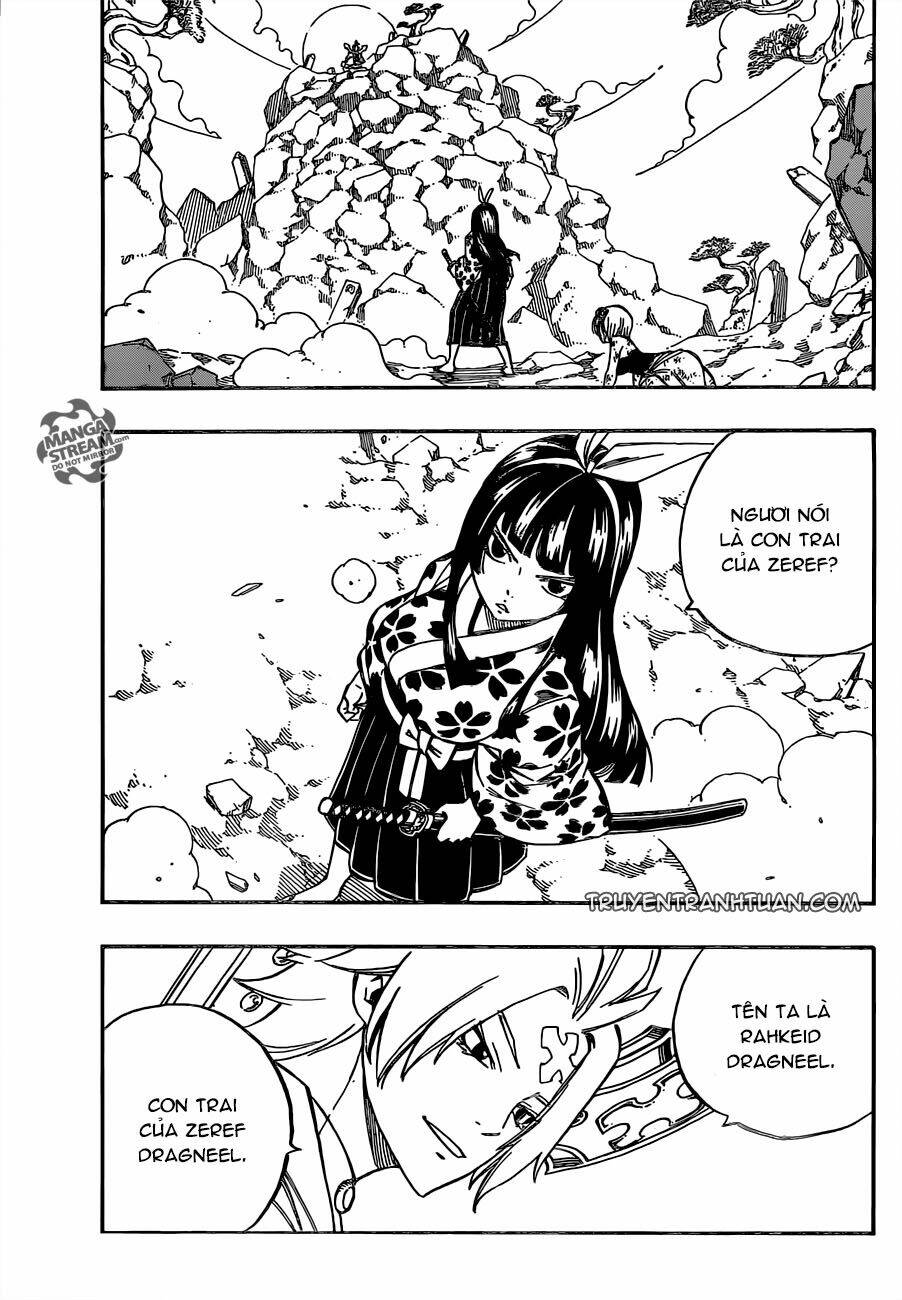 MANGA
STREAM.com
DO NOT MIRROR!
NGƯƠI NÓI
LÀ CON TRAI
CỦA ZEREF?
TRUYENTRANHTUAN.COM
TÊN TA LÀ
RAHKEID
DRAGNEEL.
CON TRAI
CỦA ZEREF
DRAGNEEL.